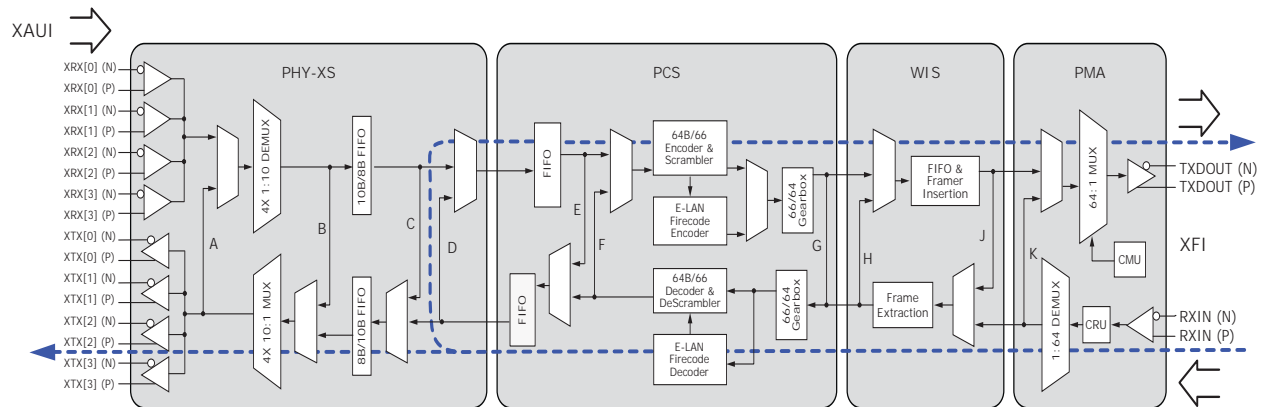 XAUI
PHY-XS
PCS
WIS
PMA
XRX[0] (N)
XRX[0] (P)
XRX[1] (N)
XRX[1] (P)
XRX[2] (N)
XRX[2] (P)
XRX[3] (N)
XRX[3] (P)
XTX[0] (N)
XTX[0] (P)
XTX[1] (N)
XTX[1] (P)
XTX[2] (N)
XTX[2] (P)
XTX[3] (N)
XTX[3] (P)
A
4X 1:10 DEMUX
4X 10:1 MUX
B
10B/8B FIFO
8B/10B FIFO
C
D
FIFO
FIFO
E
F
64B/66
Encoder &
Scrambler
E-LAN
Firecode
Encoder
64B/66
Decoder &
DeScrambler
E-LAN
Firecode
Decoder
66/64
Gearbox
66/64
Gearbox
G
H
FIFO &
Framer
Insertion
Frame
Extraction
J
K
64:1 MUX
1:64 DEMUX
CMU
CRU
TXDOUT (N)
TXDOUT (P)
XFI
RXIN (N)
RXIN (P)